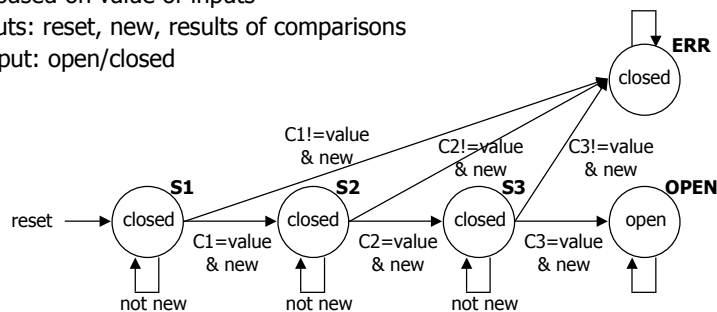 based on value of inputs
uts: reset, new, results of comparisons
put: open/closed
ERR
closed
C1!=value
& new
C2!=value
& new
C3!=value
& new
S1
S2
S3
OPEN
reset
closed
closed
closed
open
C1=value
& new
C2=value
& new
C3=value
& new
not new
not new
not new